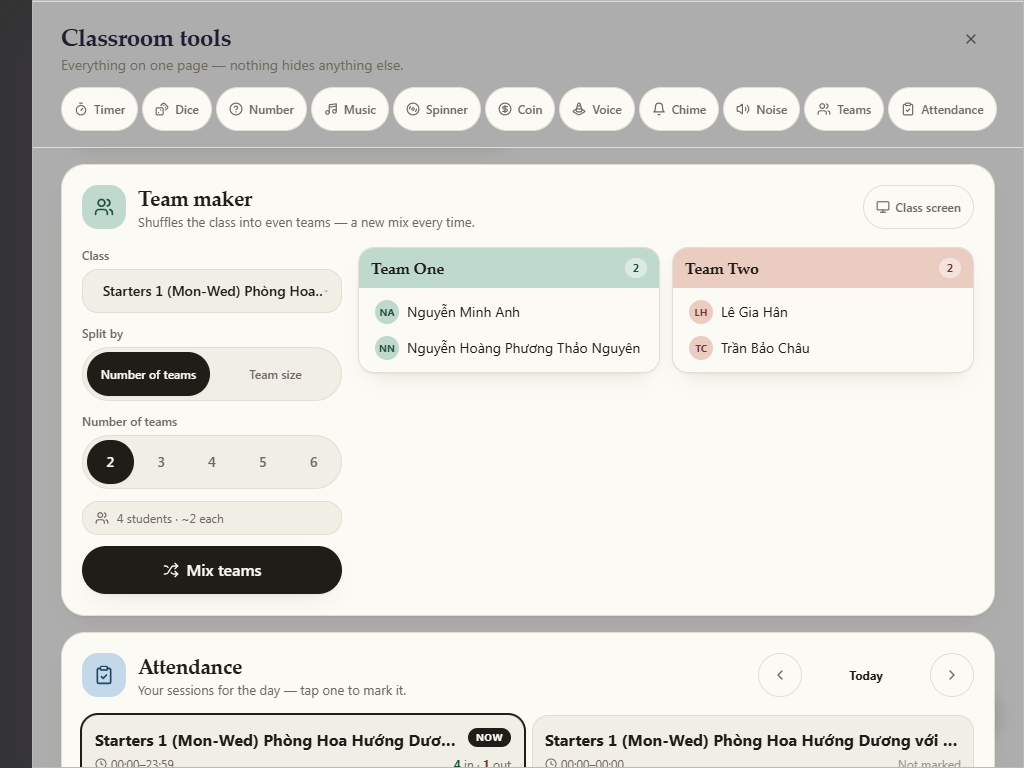 Classroom tools
Everything on one page — nothing hides anything else.
Timer
Dice
Number
Music
Spinner
Coin
Voice
Chime
Noise
Teams
Attendance
Team maker
Shuffles the class into even teams — a new mix every time.
Class screen
Class
Starters 1 (Mon-Wed) Phòng Hoa..
Split by
Number of teams
Team size
Number of teams
2 3 4 5 6
4 students · ~2 each
Mix teams
Team One
2
NA Nguyễn Minh Anh
NN Nguyễn Hoàng Phương Thảo Nguyên
Team Two
2
LH Lê Gia Hân
TC Trần Bảo Châu
Attendance
Your sessions for the day — tap one to mark it.
Today
Starters 1 (Mon-Wed) Phòng Hoa Hướng Dươ...
NOW
00:00–23:59
4 in · 1 out
Starters 1 (Mon-Wed) Phòng Hoa Hướng Dương với ...
00:00–00:00
Not marked